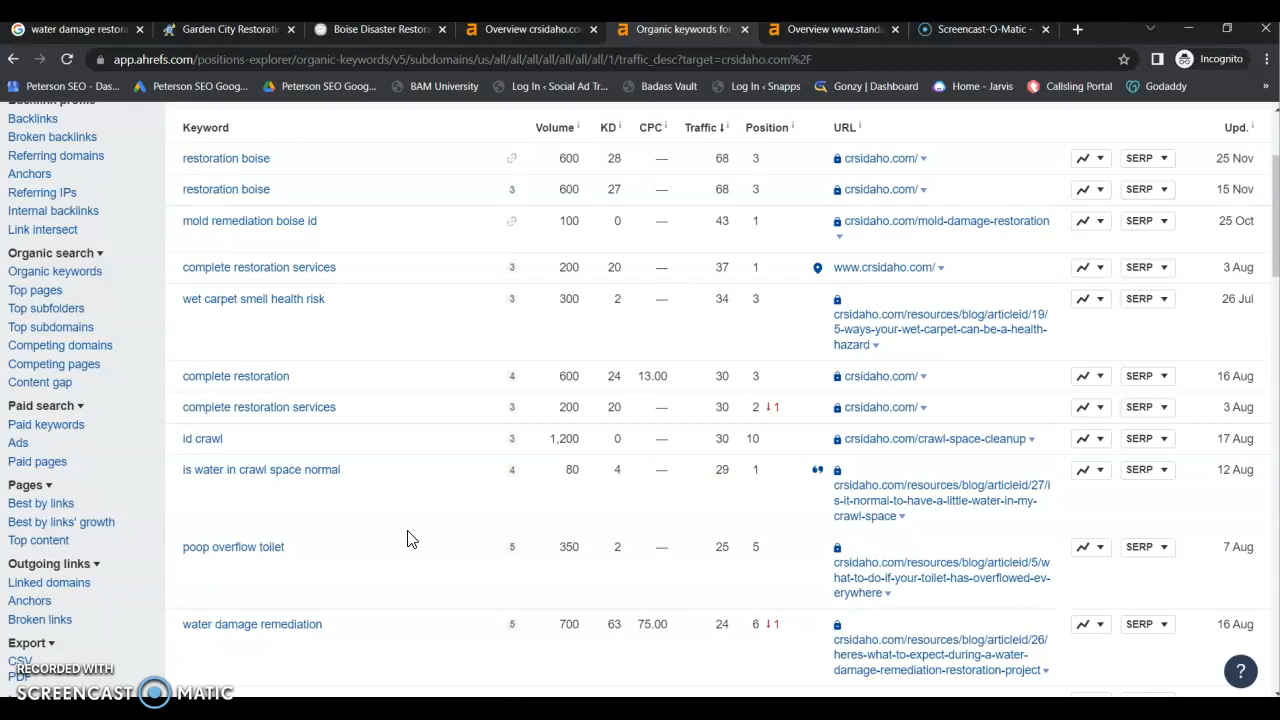 water damage restora
Garden City Restorati
Boise Disaster Restora
Overview crsidaho.co
Organic keywords for
Overview www.stand
Screencast-O-Matic -
app.ahrefs.com/positions-explorer/organic-keywords/v5/subdomains/us/all/all/all/all/all/all/all/1/traffic_desc?target=crsidaho.com%2F
Incognito
Peterson SEO - Das...
Peterson SEO Goog...
Peterson SEO Goog...
BAM University
Log In ‹ Social Ad Tr...
Badass Vault
Log In ‹ Snapps
Gonzy | Dashboard
Home - Jarvis
Callsling Portal
Godaddy
»
Backlink profile
Backlinks
Broken backlinks
Referring domains
Anchors
Referring IPs
Internal backlinks
Link intersect
Organic search
Organic keywords
Top pages
Top subfolders
Top subdomains
Competing domains
Competing pages
Content gap
Paid search
Paid keywords
Ads
Paid pages
Pages
Best by links
Best by links' growth
Top content
Outgoing links
Linked domains
Anchors
Broken links
Export
CSV
PDF
Keyword Volume KD CPC Traffic Position URL Upd.
restoration boise 600 28 — 68 3 crsidaho.com/ SERP 25 Nov
restoration boise 3 600 27 — 68 3 crsidaho.com/ SERP 15 Nov
mold remediation boise id 100 0 — 43 1 crsidaho.com/mold-damage-restoration SERP 25 Oct
complete restoration services 3 200 20 — 37 1 www.crsidaho.com/ SERP 3 Aug
wet carpet smell health risk 3 300 2 — 34 3 SERP 26 Jul
crsidaho.com/resources/blog/articleid/19/
5-ways-your-wet-carpet-can-be-a-health-
hazard
complete restoration 4 600 24 13.00 30 3 crsidaho.com/ SERP 16 Aug
complete restoration services 3 200 20 — 30 2 ↓1 crsidaho.com/ SERP 3 Aug
id crawl 3 1,200 0 — 30 10 crsidaho.com/crawl-space-cleanup SERP 17 Aug
is water in crawl space normal 4 80 4 — 29 1 SERP 12 Aug
crsidaho.com/resources/blog/articleid/27/i
s-it-normal-to-have-a-little-water-in-my-
crawl-space
poop overflow toilet 5 350 2 — 25 5 SERP 7 Aug
crsidaho.com/resources/blog/articleid/5/w
hat-to-do-if-your-toilet-has-overflowed-ev-
erywhere
water damage remediation 5 700 63 75.00 24 6 ↓1 SERP 16 Aug
crsidaho.com/resources/blog/articleid/26/
heres-what-to-expect-during-a-water-
damage-remediation-restoration-project
?
RECORDED WITH
SCREENCAST MATIC